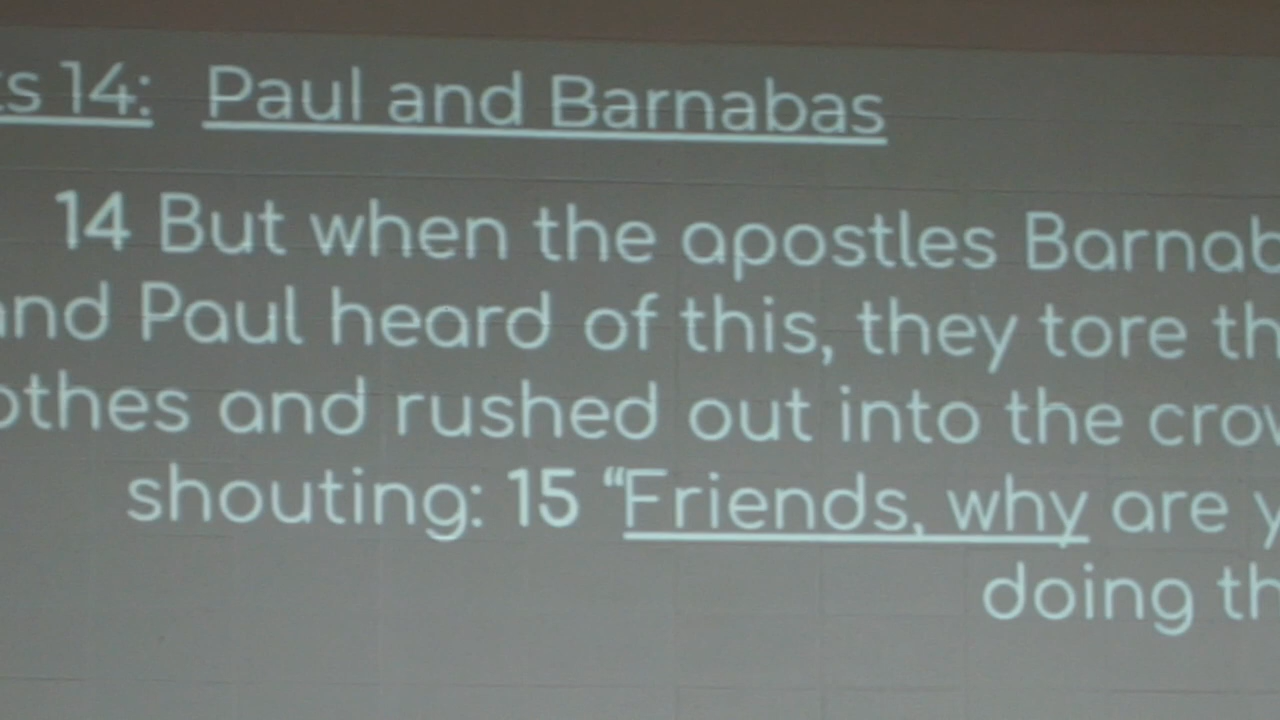 14: Paul and Barnabas
14 But when the apostles
Paul heard of this, they tore
and rushed out into the
shouting: 15 “Friends, why are
doing